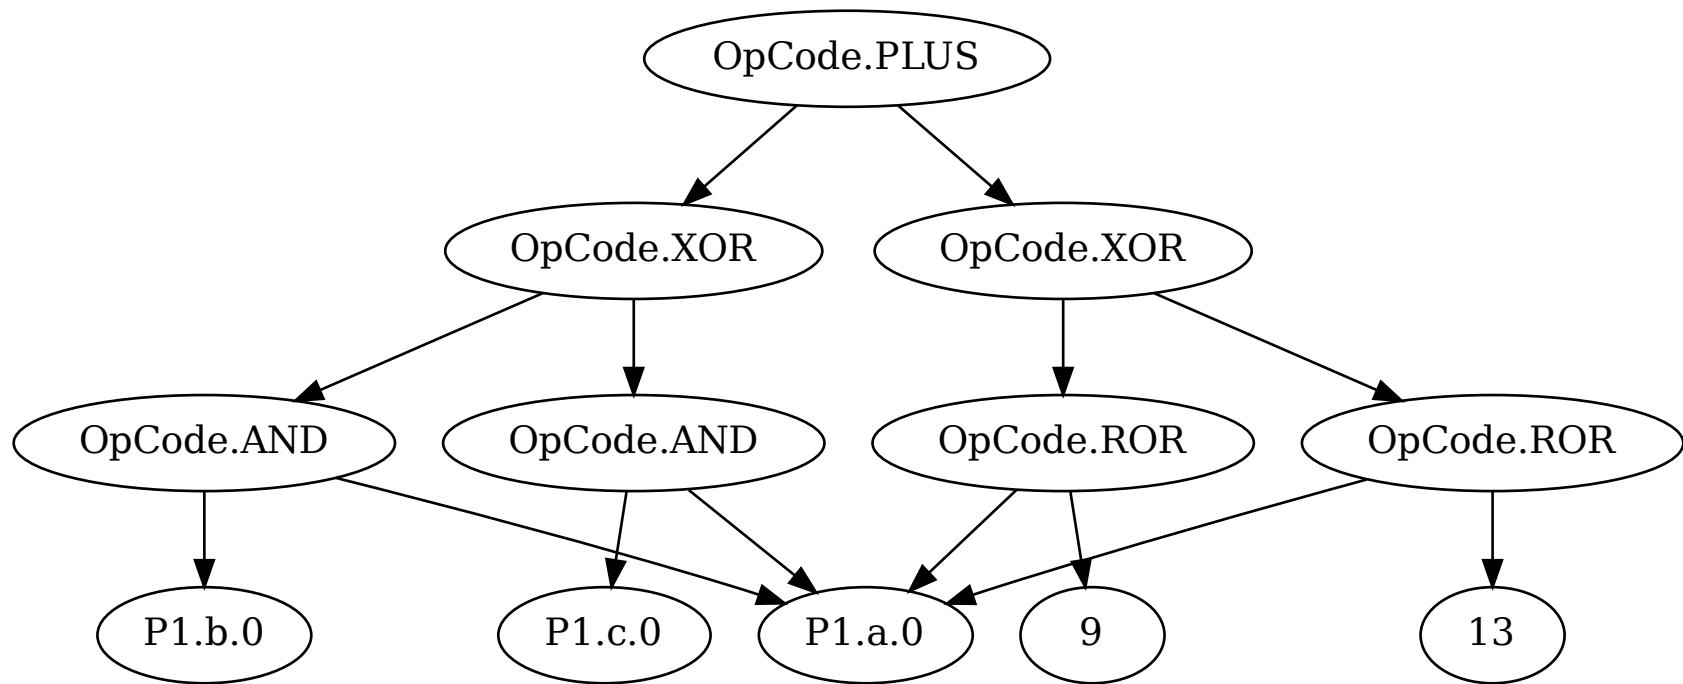 OpCode.PLUS
OpCode.XOR
OpCode.XOR
OpCode.AND
OpCode.AND
OpCode.ROR
OpCode.ROR
P1.b.0
P1.c.0
P1.a.0
9
13